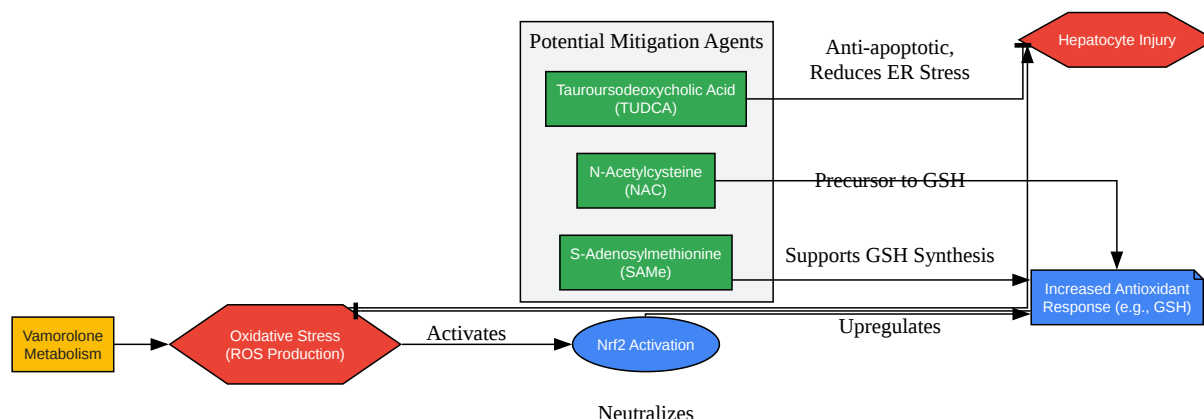 Potential Mitigation Agents
Tauroursodeoxycholic Acid
(TUDCA)
N-Acetylcysteine
(NAC)
S-Adenosylmethionine
(SAMe)
Anti-apoptotic,
Reduces ER Stress
Hepatocyte Injury
Precursor to GSH
Supports GSH Synthesis
Increased Antioxidant
Response (e.g., GSH)
Vamorolone
Metabolism
Oxidative Stress
(ROS Production)
Activates
Nrf2 Activation
Upregulates
Neutralizes